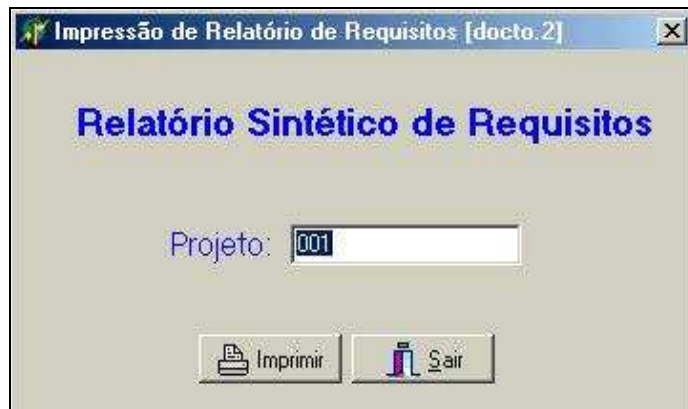 Impressão de Relatório de Requisitos [docto.2]
Relatório Sintético de Requisitos
Projeto: 001
Imprimir Sair